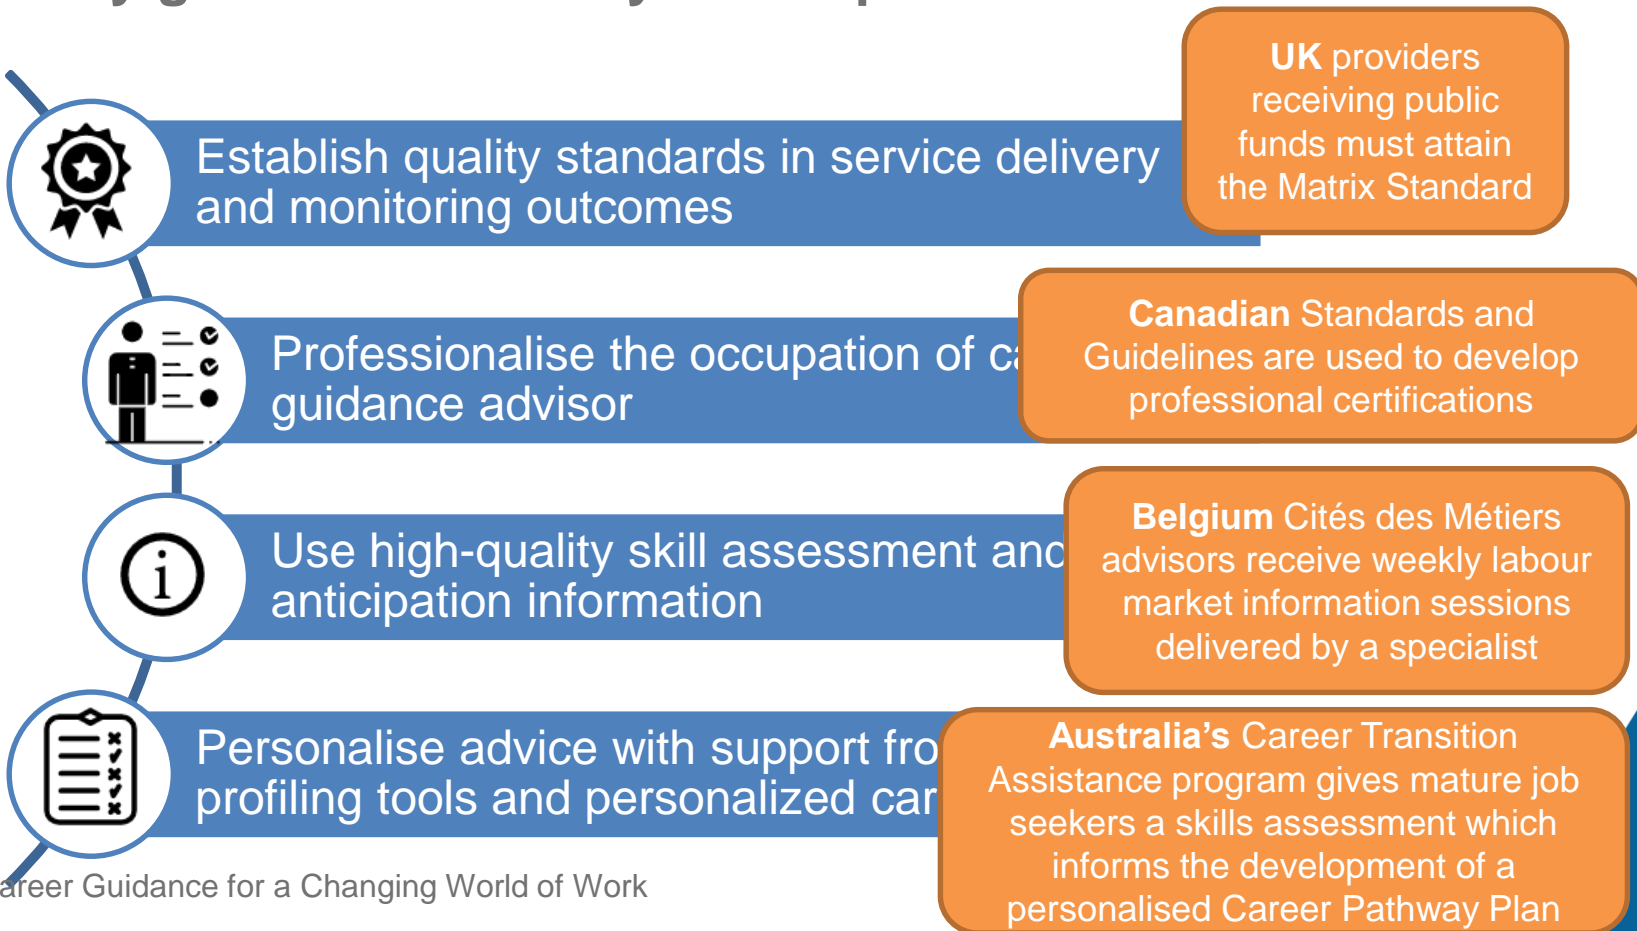 Establish quality standards in service delivery
and monitoring outcomes
UK providers
receiving public
funds must attain
the Matrix Standard
Professionalise the occupation of
guidance advisor
Canadian Standards and
Guidelines are used to develop
professional certifications
Use high-quality skill assessment and
anticipation information
Belgium Cités des Métiers
advisors receive weekly labour
market information sessions
delivered by a specialist
Personalise advice with support
profiling tools and personalized
Australia's Career Transition
Assistance program gives mature job
seekers a skills assessment which
informs the development of a
personalised Career Pathway Plan
Guidance for a Changing World of Work